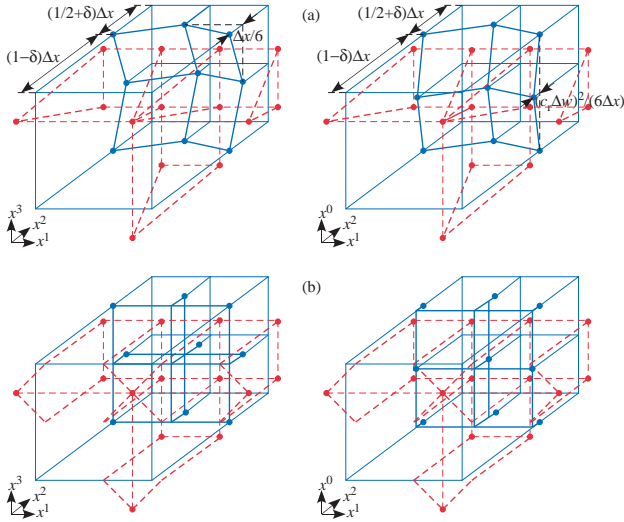 (1/2+δ)Δx (a) (1/2+δ)Δx
(1−δ)Δx Δx/6 (1−δ)Δx
(c_rΔw)²/(6Δx)
x³ x⁰
x² x²
x¹ x¹
(b)
x³ x⁰
x² x²
x¹ x¹